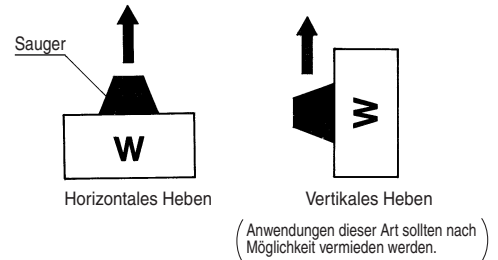 Sauger
W
W
Horizontales Heben
Vertikales Heben
(Anwendungen dieser Art sollten nach
Möglichkeit vermieden werden.)